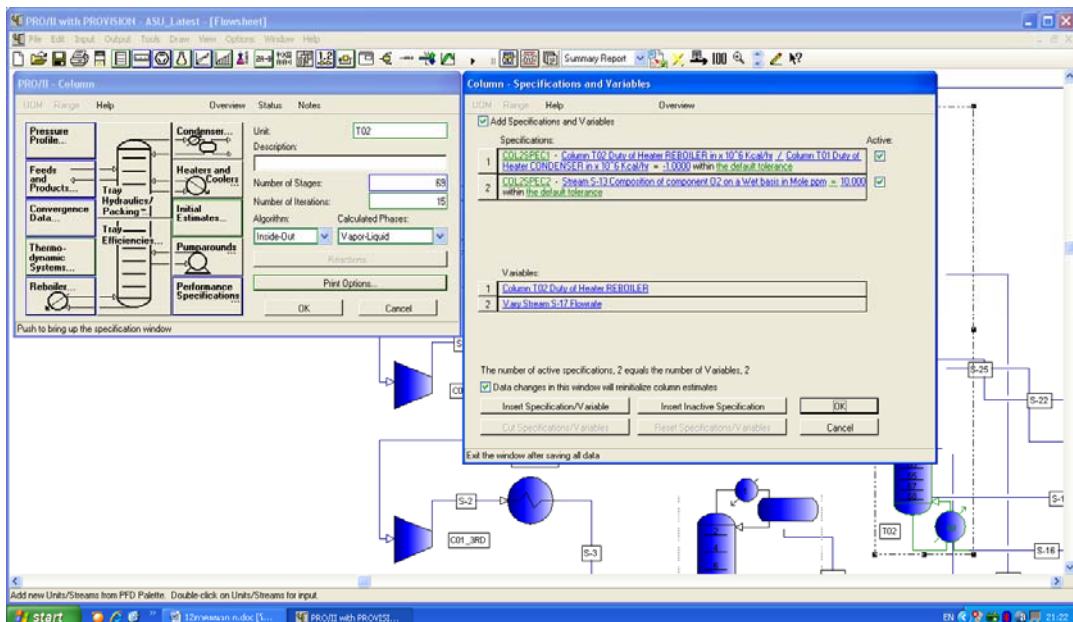 PRO/II with PROVISION - ASU_Latest - [Flowsheet]
File Edit Input Output Tools Draw View Options Window Help
Summary Report
PRO/II - Column
UOM Range Help Overview Status Notes
Pressure Profile...
Feeds and Products...
Convergence Data...
Thermo-dynamic Systems...
Reboiler...
Tray Hydraulics/ Packing
Tray Efficiencies...
Condenser...
Heaters and Coolers
Initial Estimates...
Pumparounds
Performance Specifications
Unit: T02
Description:
Number of Stages: 69
Number of Iterations: 15
Algorithm: Calculated Phases:
Inside-Out Vapor-Liquid
Reactions...
Print Options...
OK Cancel
Push to bring up the specification window
Column - Specifications and Variables
UOM Range Help Overview
Add Specifications and Variables
Specifications: Active:
1 COL2SPEC1 - Column T02 Duty of Heater REBOILER in x 10^6 Kcal/hr / Column T01 Duty of
Heater CONDENSER in x 10^6 Kcal/hr = -1.0000 within the default tolerance
2 COL2SPEC2 - Stream S-13 Composition of component O2 on a Wet basis in Mole ppm = 10.000
within the default tolerance
Variables:
1 Column T02 Duty of Heater REBOILER
2 Vary Stream S-17 Flowrate
The number of active specifications, 2 equals the number of Variables, 2
Data changes in this window will reinitialize column estimates
Insert Specification/Variable Insert Inactive Specification OK
Cut Specifications/Variables Reset Specifications/Variables Cancel
Exit the window after saving all data
S-25
S-22
S-2
C01_3RD
S-3
T02
S-16
Add new Units/Streams from PFD Palette. Double-click on Units/Streams for input.
start PRO/II with PROVISI... EN 21:22